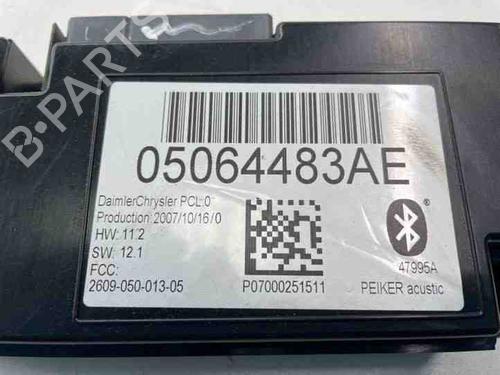 05064483AE
DaimlerChrysler PCL:0
Production:2007/10/16/0
HW: 11.2
SW: 12.1
FCC:
2609-050-013-05
P07000251511
®
47995A
PEIKER acustic
B-PARTS